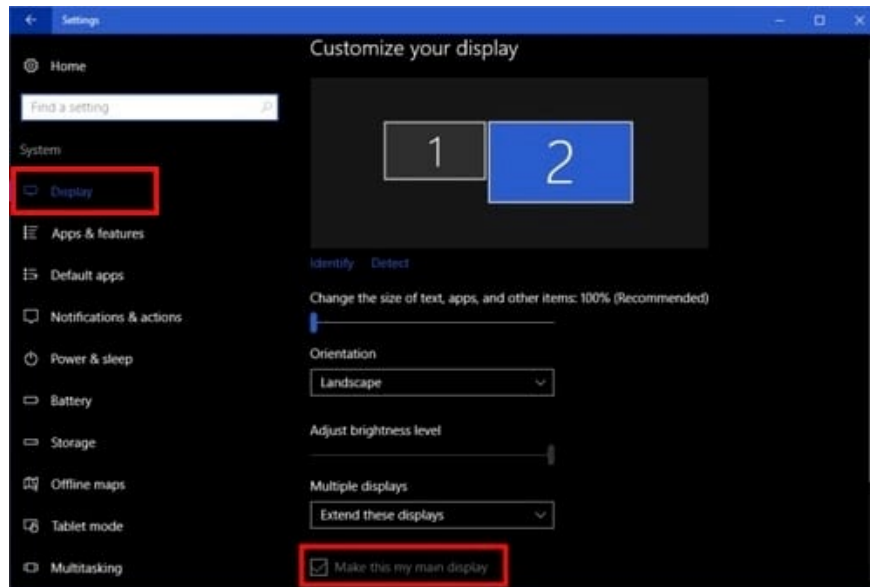 Settings
Home
Find a setting
System
Display
Apps & features
Default apps
Notifications & actions
Power & sleep
Battery
Storage
Offline maps
Tablet mode
Multitasking
Customize your display
1
2
Identify Detect
Change the size of text, apps, and other items: 100% (Recommended)
Orientation
Landscape
Adjust brightness level
Multiple displays
Extend these displays
Make this my main display